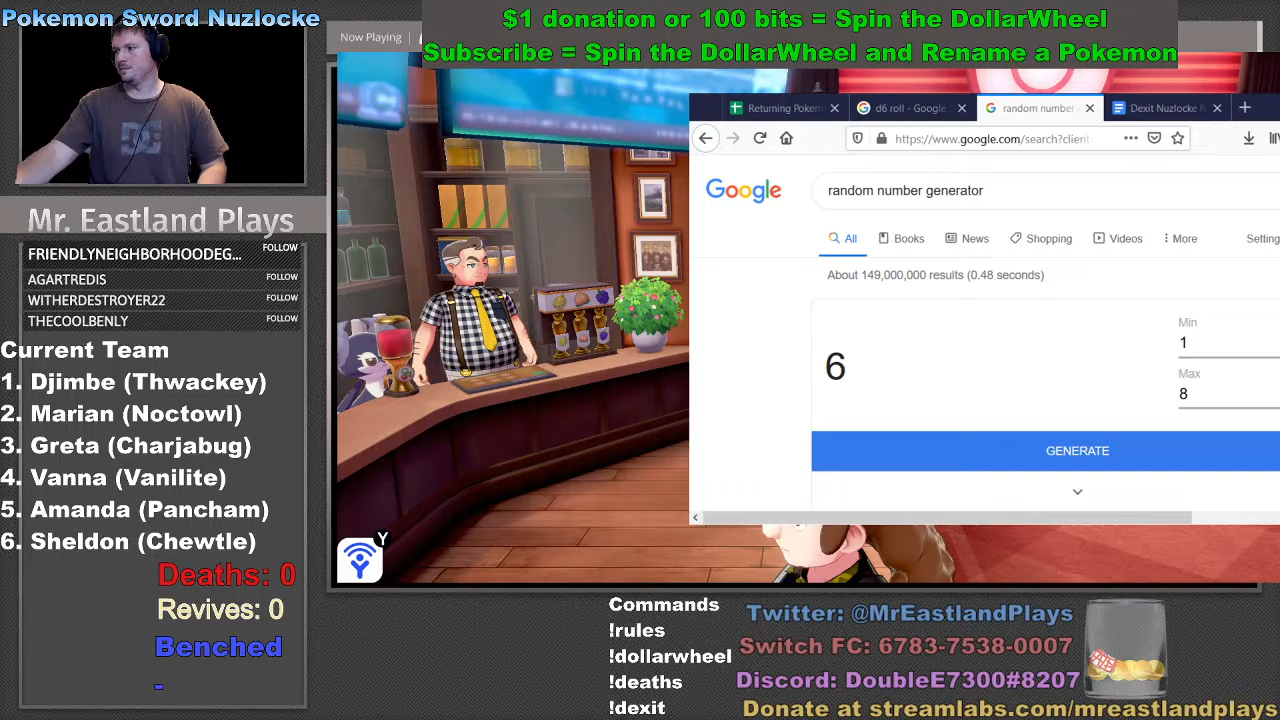 Pokemon Sword Nuzlocke
$1 donation or 100 bits = Spin the DollarWheel
Subscribe = Spin the DollarWheel and Rename a Pokemon
Now Playing
Returning Pokem
d6 roll - Google
random number
Dexit Nuzlocke
https://www.google.com/search?client
Google
random number generator
All
Books
News
Shopping
Videos
More
Setting
About 149,000,000 results (0.48 seconds)
Min
1
6
Max
8
GENERATE
Mr. Eastland Plays
FRIENDLYNEIGHBORHOODEG... FOLLOW
AGARTREDIS FOLLOW
WITHERDESTROYER22 FOLLOW
THECOOLBENLY FOLLOW
Current Team
1. Djimbe (Thwackey)
2. Marian (Noctowl)
3. Greta (Charjabug)
4. Vanna (Vanilite)
5. Amanda (Pancham)
6. Sheldon (Chewtle)
Deaths: 0
Revives: 0
Benched
-
Y
Commands
!rules
!dollarwheel
!deaths
!dexit
Twitter: @MrEastlandPlays
Switch FC: 6783-7538-0007
Discord: DoubleE7300#8207
Donate at streamlabs.com/mreastlandplays